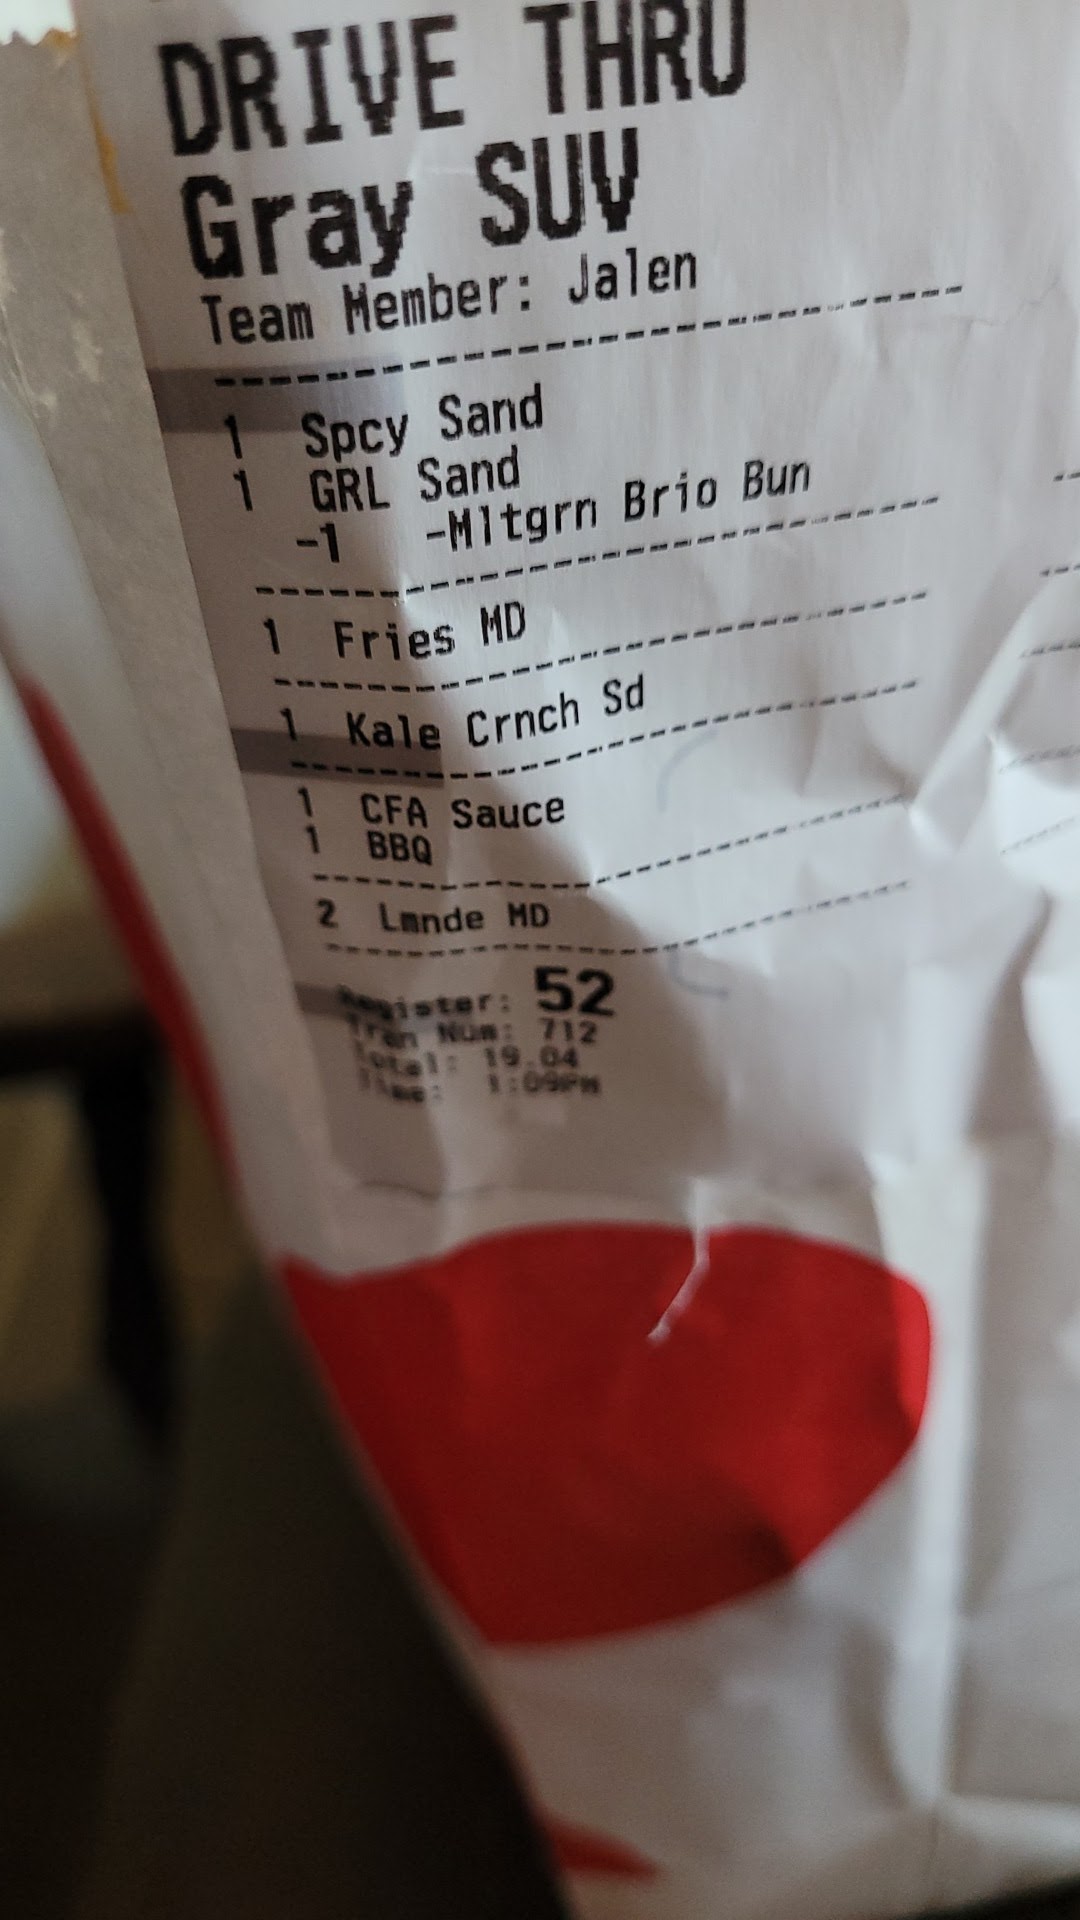 DRIVE THRU
Gray SUV
Team Member: Jalen
1 Spcy Sand
1 GRL Sand
-1 -Mltgrn Brio Bun
1 Fries MD
1 Kale Crnch Sd
1 CFA Sauce
1 BBQ
2 Lmnde MD
Register: 52
Tran Num: 712
Total: 19.04
Time: 1:09PM